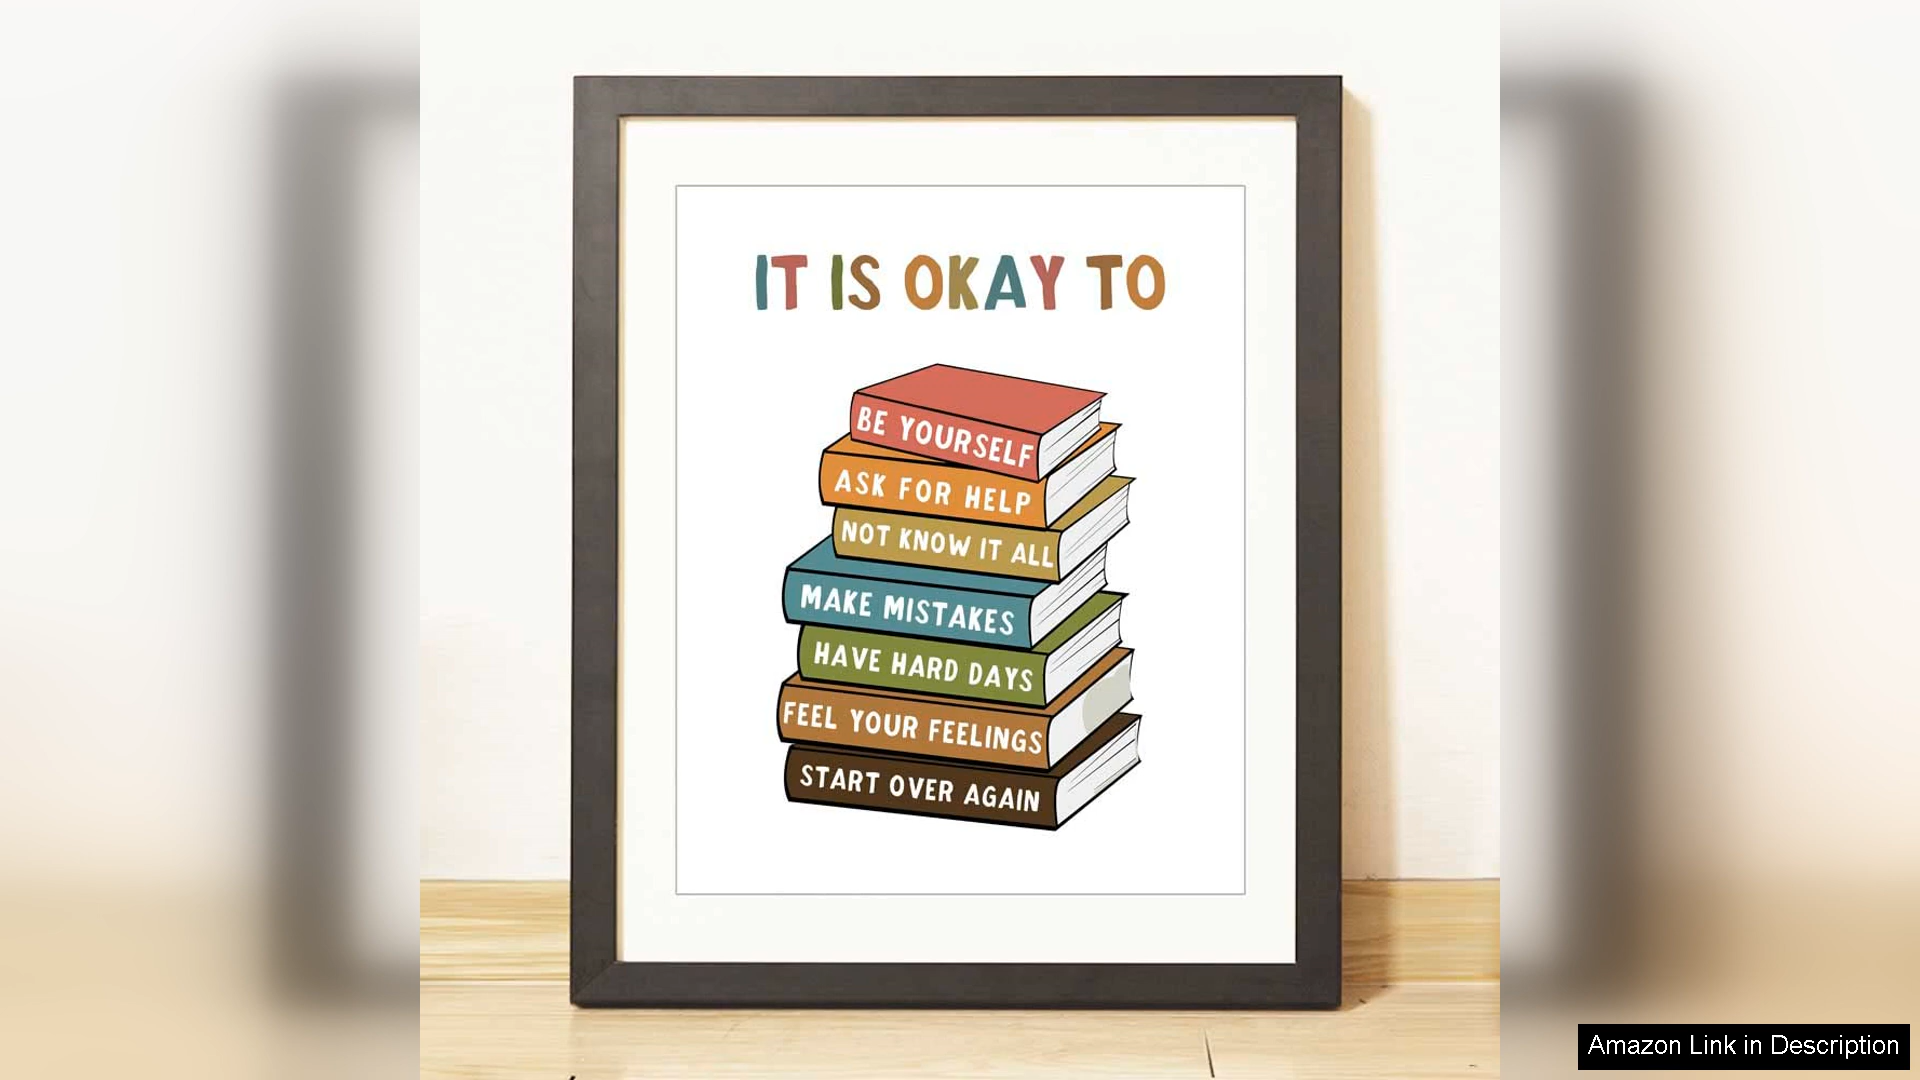 IT IS OKAY TO
BE YOURSELF
ASK FOR HELP
NOT KNOW IT ALL
MAKE MISTAKES
HAVE HARD DAYS
FEEL YOUR FEELINGS
START OVER AGAIN
Amazon Link in Description